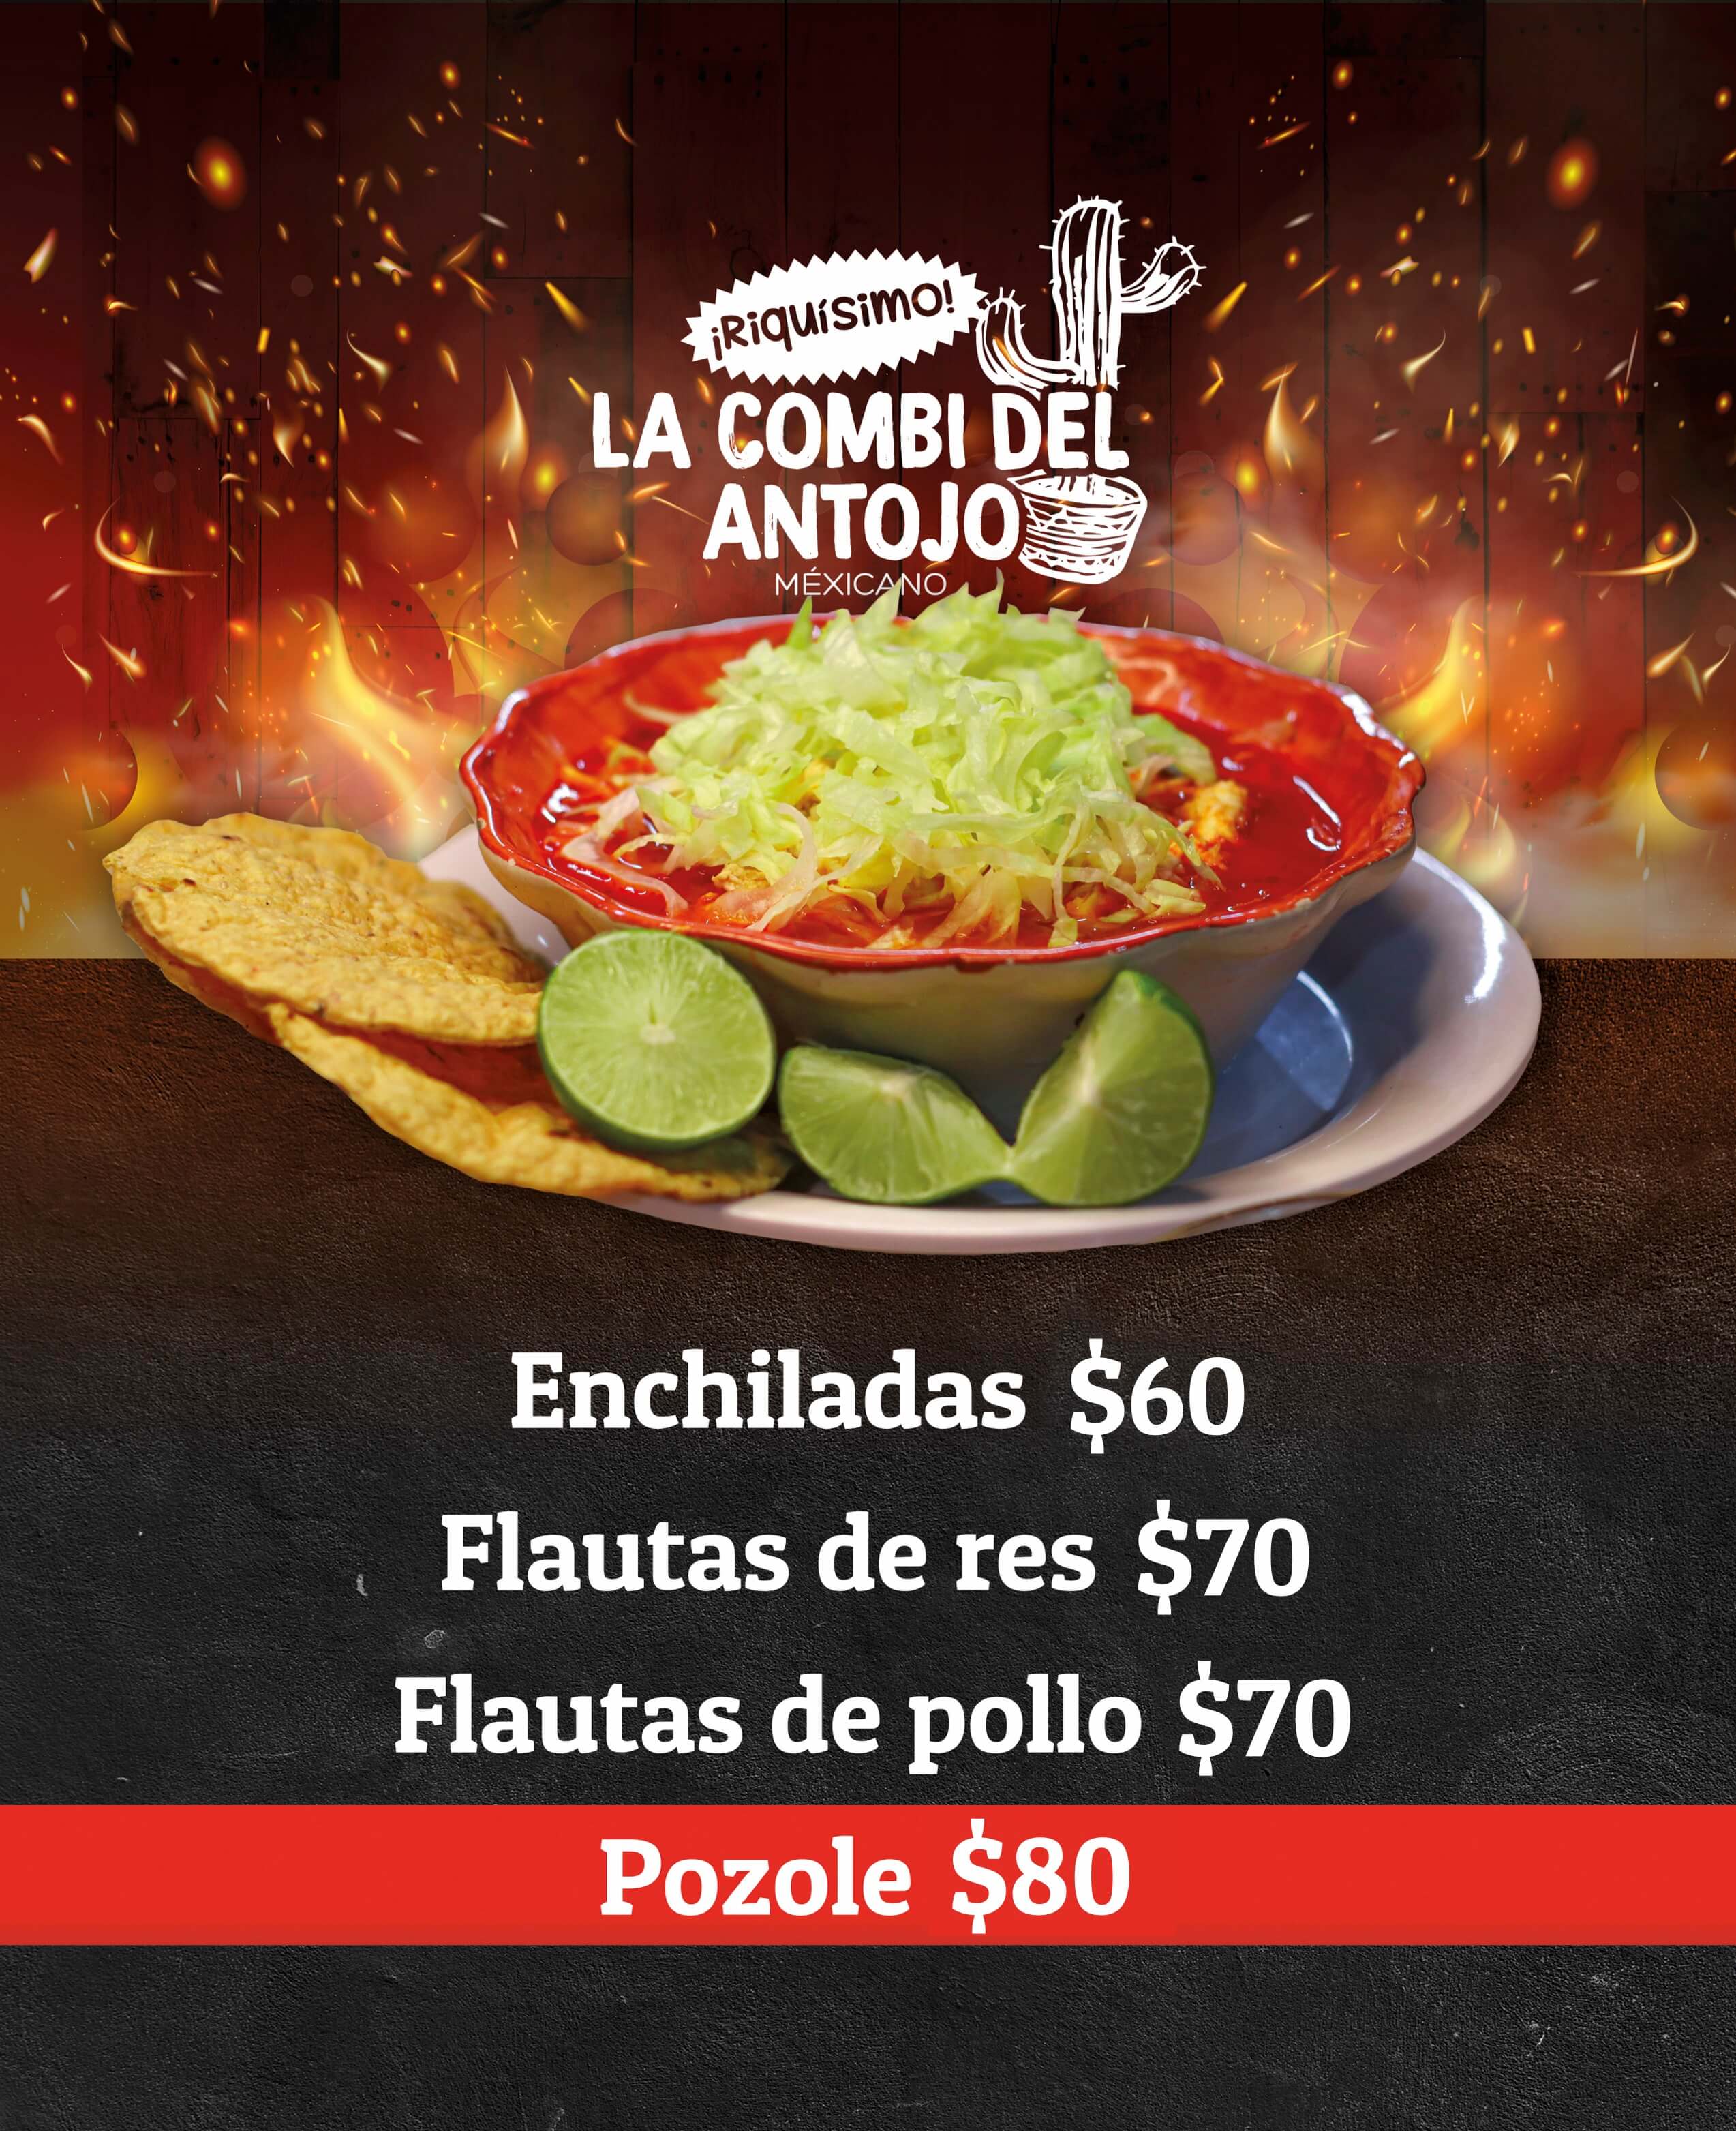 ¡Riquísimo!
LA COMBI DEL
ANTOJO
MÉXICANO
Enchiladas $60
Flautas de res $70
Flautas de pollo $70
Pozole $80